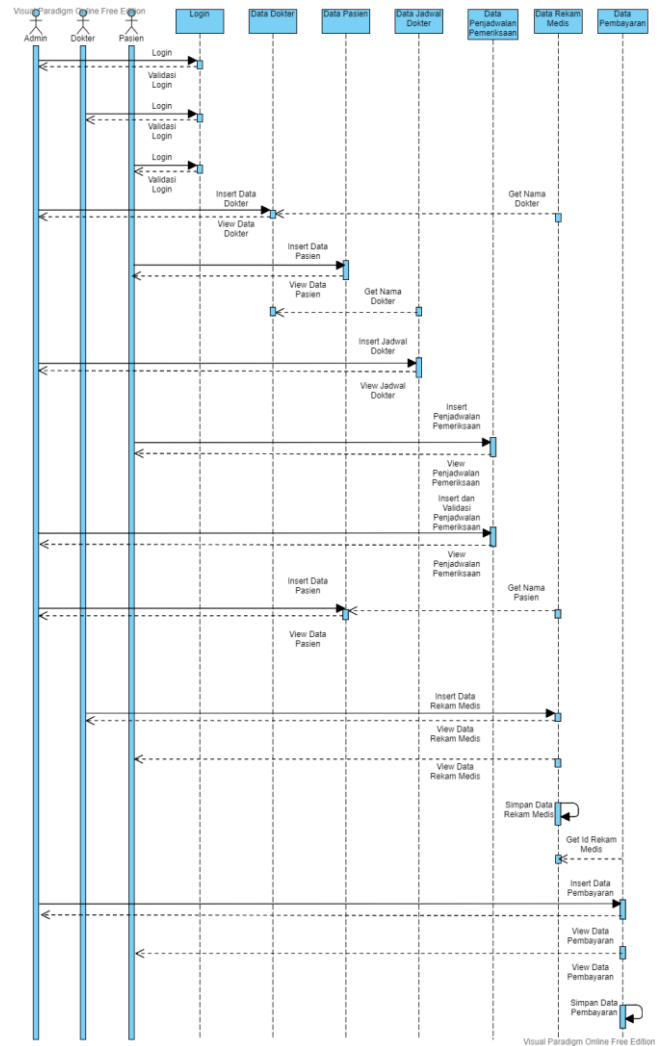 Visual Paradigm Online Free Edition
Admin
Dokter
Pasien
Login
Data Dokter
Data Pasien
Data Jadwal
Dokter
Data
Penjadwalan
Pemeriksaan
Data Rekam
Medis
Data
Pembayaran
Login
Validasi
Login
Login
Validasi
Login
Login
Validasi
Login
Insert Data
Dokter
Get Nama
Dokter
View Data
Dokter
Insert Data
Pasien
View Data
Pasien
Get Nama
Dokter
Insert Jadwal
Dokter
View Jadwal
Dokter
Insert
Penjadwalan
Pemeriksaan
View
Penjadwalan
Pemeriksaan
Insert dan
Validasi
Penjadwalan
Pemeriksaan
View
Penjadwalan
Pemeriksaan
Insert Data
Pasien
Get Nama
Pasien
View Data
Pasien
Insert Data
Rekam Medis
View Data
Rekam Medis
View Data
Rekam Medis
Simpan Data
Rekam Medis
Get Id Rekam
Medis
Insert Data
Pembayaran
View Data
Pembayaran
View Data
Pembayaran
Simpan Data
Pembayaran
Visual Paradigm Online Free Edition